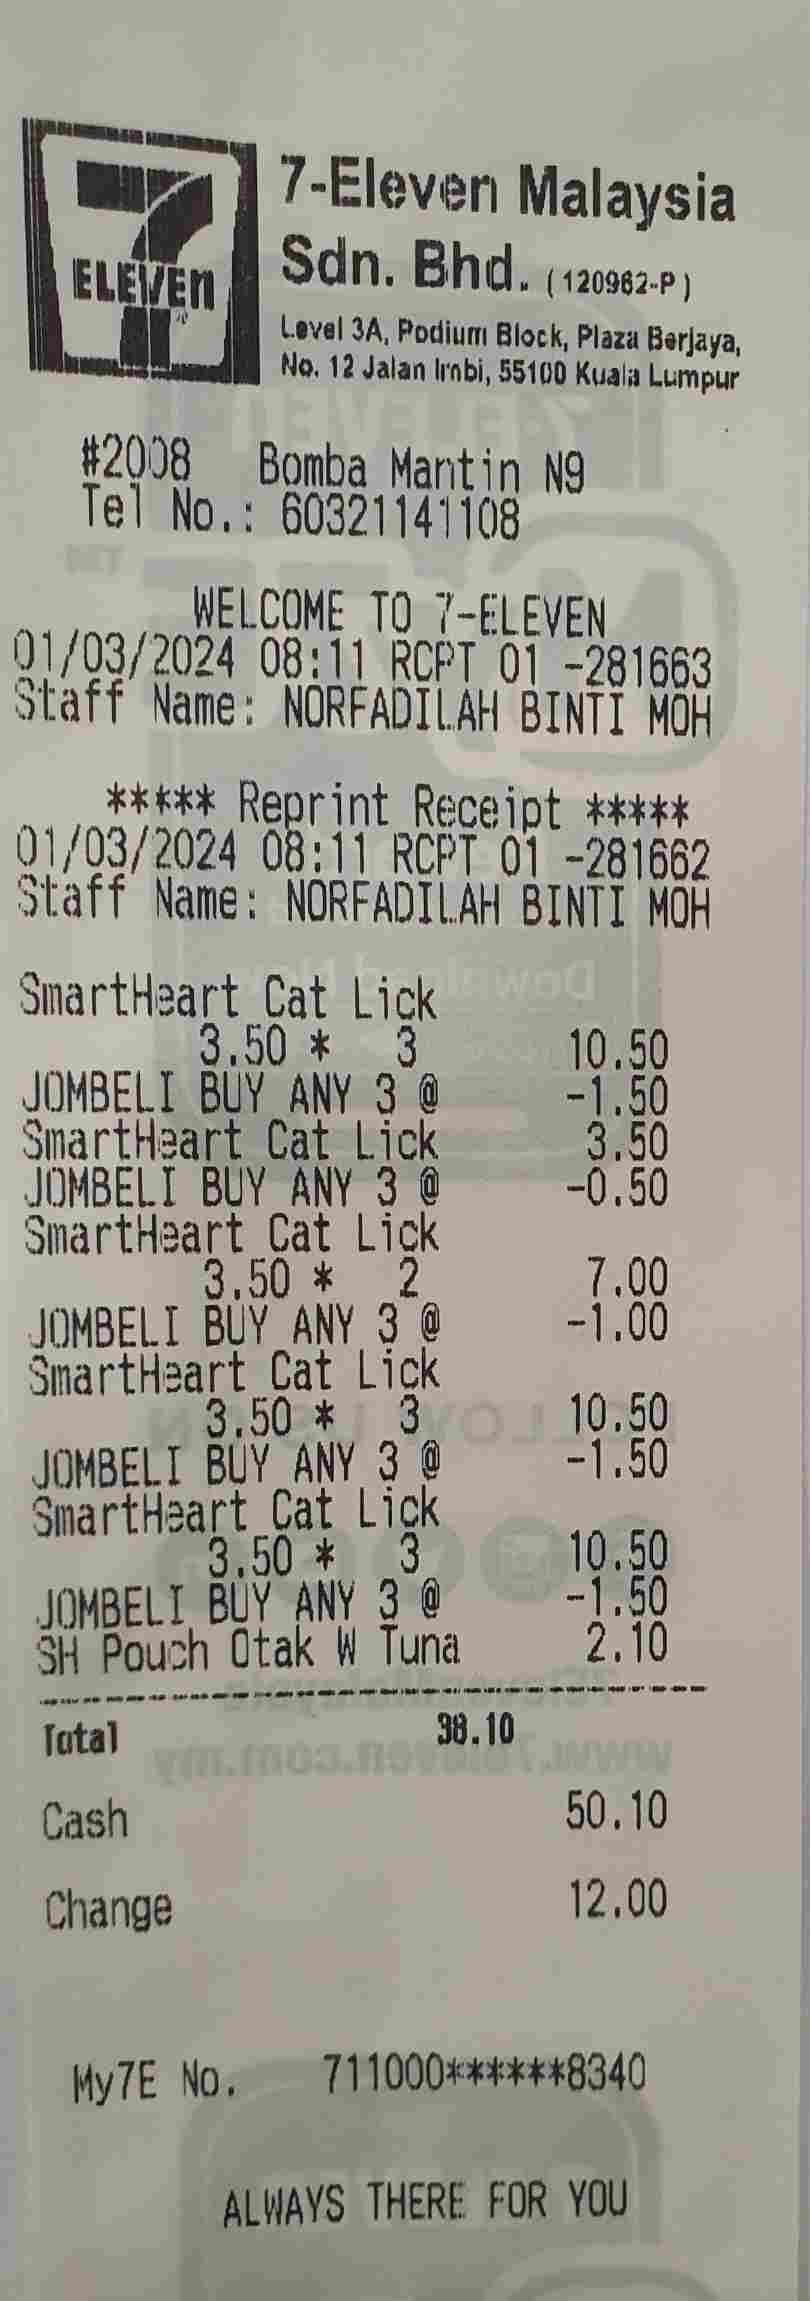 7
ELEVEn
®
7-Eleven Malaysia
Sdn. Bhd. (120962-P)
Level 3A, Podium Block, Plaza Berjaya,
No. 12 Jalan Imbi, 55100 Kuala Lumpur
#2008 Bomba Mantin N9
Tel No.: 60321141108
WELCOME TO 7-ELEVEN
01/03/2024 08:11 RCPT 01 -281663
Staff Name: NORFADILAH BINTI MOH
***** Reprint Receipt *****
01/03/2024 08:11 RCPT 01 -281662
Staff Name: NORFADILAH BINTI MOH
SmartHeart Cat Lick
3.50 * 3 10.50
JOMBELI BUY ANY 3 @ -1.50
SmartHeart Cat Lick 3.50
JOMBELI BUY ANY 3 @ -0.50
SmartHeart Cat Lick
3.50 * 2 7.00
JOMBELI BUY ANY 3 @ -1.00
SmartHeart Cat Lick
3.50 * 3 10.50
JOMBELI BUY ANY 3 @ -1.50
SmartHeart Cat Lick
3.50 * 3 10.50
JOMBELI BUY ANY 3 @ -1.50
SH Pouch Otak W Tuna 2.10
Total 38.10
Cash 50.10
Change 12.00
My7E No. 711000******8340
ALWAYS THERE FOR YOU